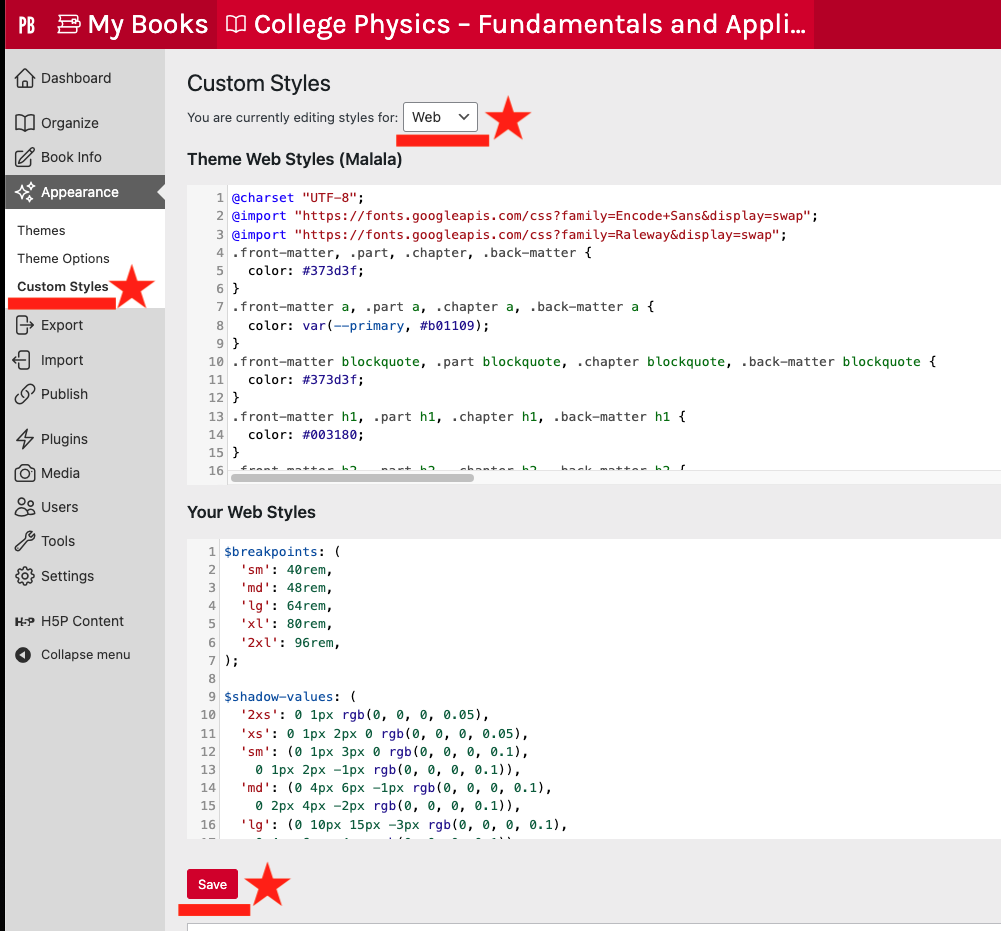 PB My Books College Physics – Fundamentals and Appli...
Dashboard
Organize
Book Info
Appearance
Themes
Theme Options
Custom Styles
Export
Import
Publish
Plugins
Media
Users
Tools
Settings
H-P H5P Content
Collapse menu
Custom Styles
You are currently editing styles for: Web
Theme Web Styles (Malala)
1 @charset "UTF-8";
2 @import "https://fonts.googleapis.com/css?family=Encode+Sans&display=swap";
3 @import "https://fonts.googleapis.com/css?family=Raleway&display=swap";
4 .front-matter, .part, .chapter, .back-matter {
5   color: #373d3f;
6 }
7 .front-matter a, .part a, .chapter a, .back-matter a {
8   color: var(--primary, #b01109);
9 }
10 .front-matter blockquote, .part blockquote, .chapter blockquote, .back-matter blockquote {
11   color: #373d3f;
12 }
13 .front-matter h1, .part h1, .chapter h1, .back-matter h1 {
14   color: #003180;
15 }
16 .front-matter h2, .part h2, .chapter h2, .back-matter h2 {
Your Web Styles
1 $breakpoints: (
2   'sm': 40rem,
3   'md': 48rem,
4   'lg': 64rem,
5   'xl': 80rem,
6   '2xl': 96rem,
7 );
8
9 $shadow-values: (
10   '2xs': 0 1px rgb(0, 0, 0, 0.05),
11   'xs': 0 1px 2px 0 rgb(0, 0, 0, 0.05),
12   'sm': (0 1px 3px 0 rgb(0, 0, 0, 0.1),
13     0 1px 2px -1px rgb(0, 0, 0, 0.1)),
14   'md': (0 4px 6px -1px rgb(0, 0, 0, 0.1),
15     0 2px 4px -2px rgb(0, 0, 0, 0.1)),
16   'lg': (0 10px 15px -3px rgb(0, 0, 0, 0.1),
Save